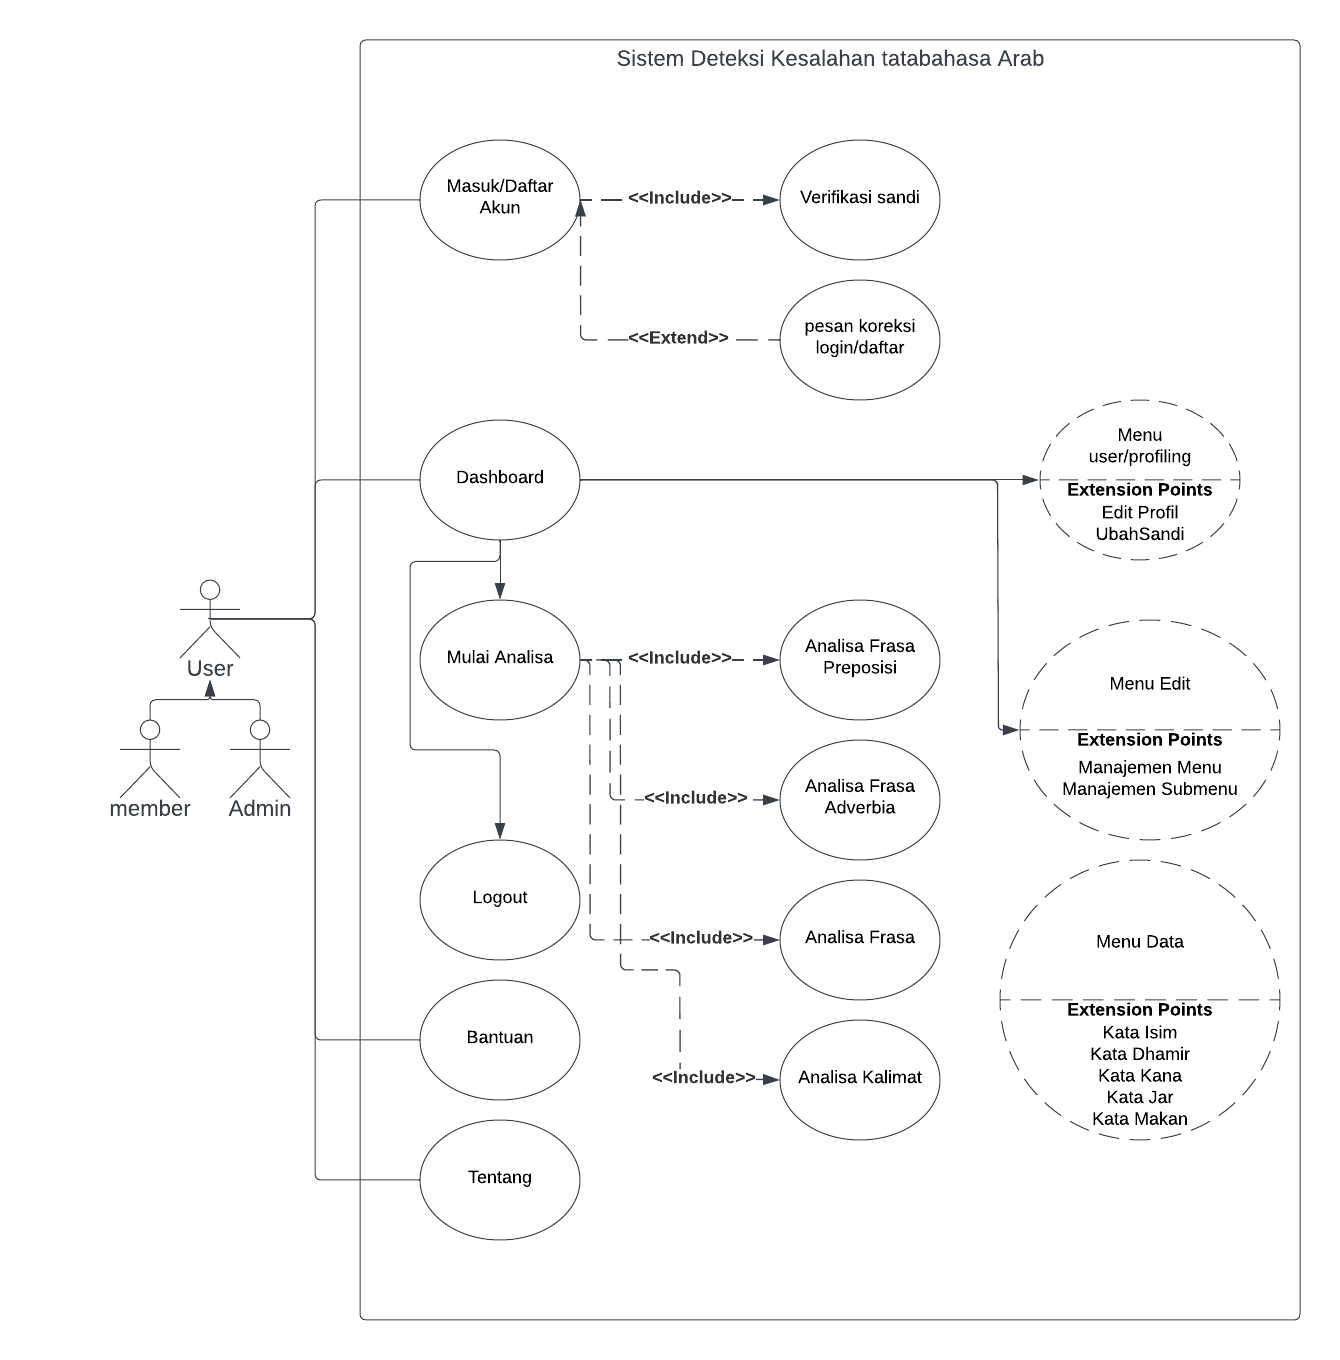 Sistem Deteksi Kesalahan tatabahasa Arab
Masuk/Daftar
Akun
<<Include>>
Verifikasi sandi
<<Extend>>
pesan koreksi
login/daftar
Dashboard
Menu
user/profiling
Extension Points
Edit Profil
UbahSandi
User
member
Admin
Mulai Analisa
<<Include>>
Analisa Frasa
Preposisi
Menu Edit
Extension Points
Manajemen Menu
Manajemen Submenu
<<Include>>
Analisa Frasa
Adverbia
Logout
<<Include>>
Analisa Frasa
Menu Data
Extension Points
Kata Isim
Kata Dhamir
Kata Kana
Kata Jar
Kata Makan
Bantuan
<<Include>>
Analisa Kalimat
Tentang